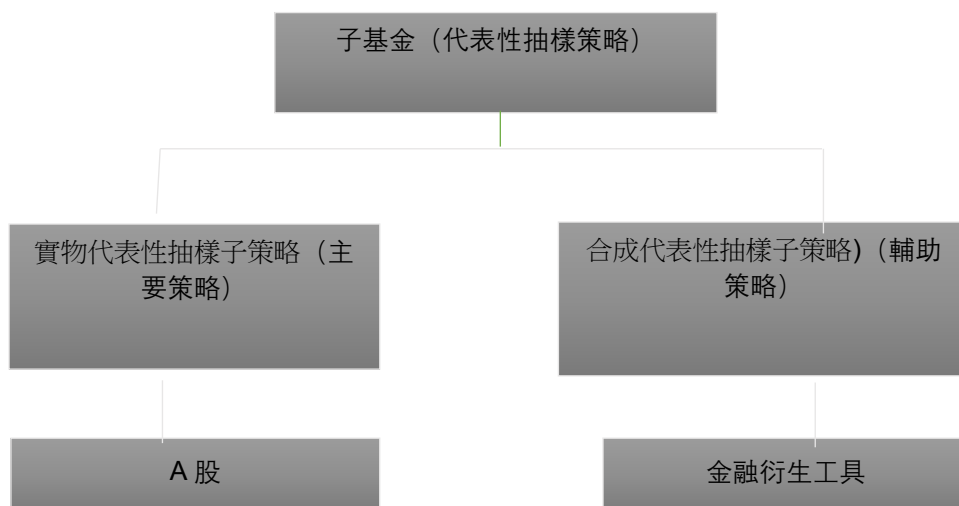 子基金（代表性抽樣策略）
實物代表性抽樣子策略（主
要策略）
合成代表性抽樣子策略)（輔助
策略）
A 股
金融衍生工具